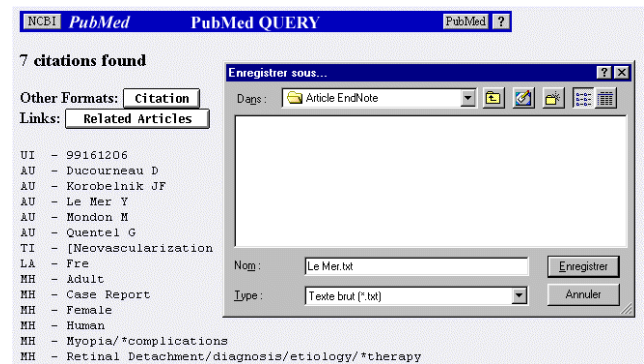 NCBI PubMed PubMed QUERY PubMed ?
7 citations found
Other Formats: Citation
Links: Related Articles
UI - 99161206
AU - Ducourneau D
AU - Korobelnik JF
AU - Le Mer Y
AU - Mondon M
AU - Quentel G
TI - [Neovascularization
LA - Fre
MH - Adult
MH - Case Report
MH - Female
MH - Human
MH - Myopia/*complications
MH - Retinal Detachment/diagnosis/etiology/*therapy
Enregistrer sous... ?
Dans : Article EndNote
Nom : Le Mer.txt Enregistrer
Type : Texte brut (*.txt) Annuler